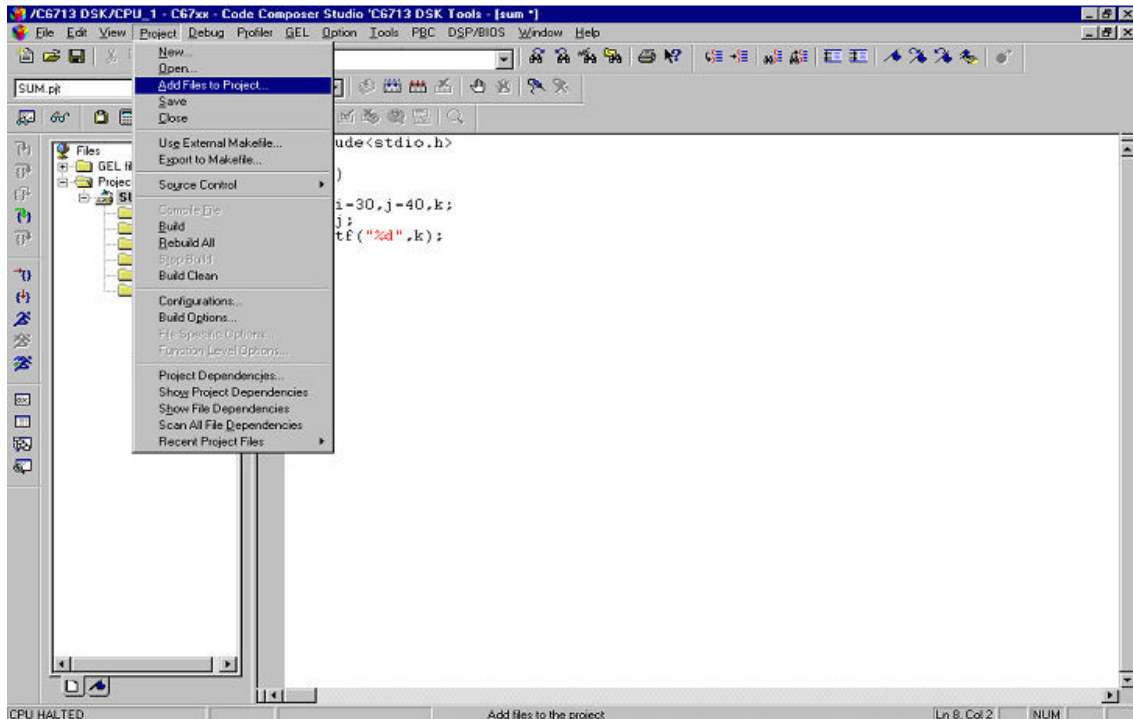 /C6713 DSK/CPU_1 - C67xx - Code Composer Studio 'C6713 DSK Tools - [sum *]
File Edit View Project Debug Profiler GEL Option Tools PBC DSP/BIOS Window Help
New...
Open...
SUM.pjt
Add Files to Project...
Save
Close
Use External Makefile...
Export to Makefile...
Source Control
Compile File
Build
Rebuild All
Stop Build
Build Clean
Configurations...
Build Options...
File Specific Options...
Function Level Options...
Project Dependencies...
Show Project Dependencies
Show File Dependencies
Scan All File Dependencies
Recent Project Files
Files
GEL fi
Projec
SU
ude<stdio.h>
)
i=30,j=40,k;
j;
tf("%d",k);
CPU HALTED
Add files to the project
Ln 8, Col 2
NUM